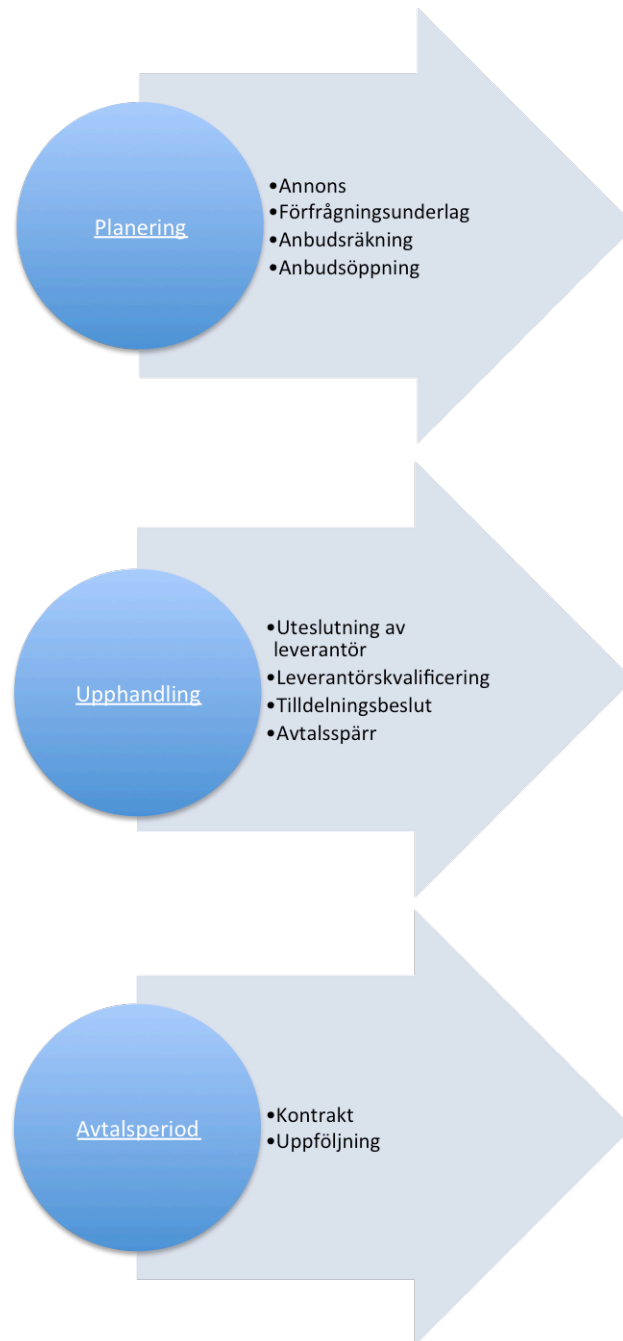 Planering
•Annons
•Förfrågningsunderlag
•Anbudsräkning
•Anbudsöppning
Upphandling
•Uteslutning av
leverantör
•Leverantörskvalificering
•Tilldelningsbeslut
•Avtalsspärr
Avtalsperiod
•Kontrakt
•Uppföljning